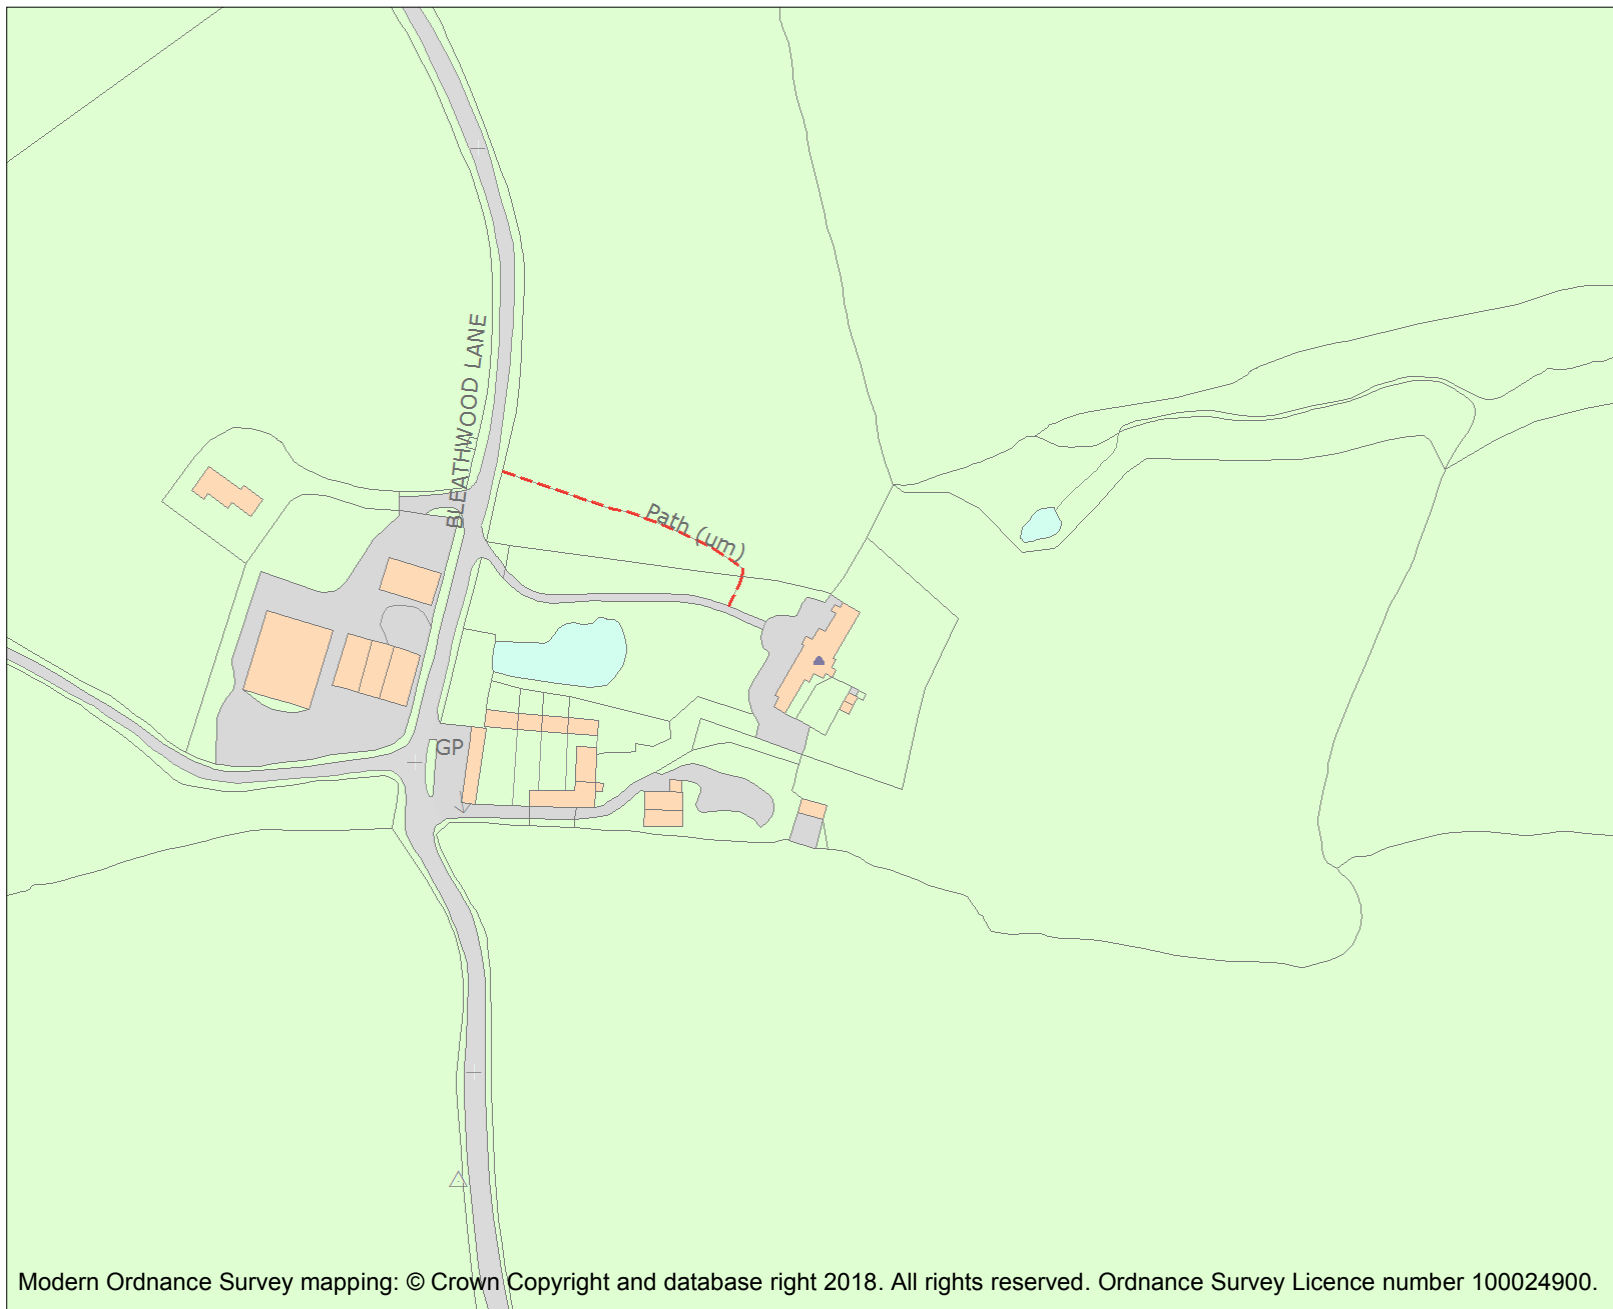 BLEATHWOOD LANE
Path (um)
GP
Modern Ordnance Survey mapping: © Crown Copyright and database right 2018. All rights reserved. Ordnance Survey Licence number 100024900.